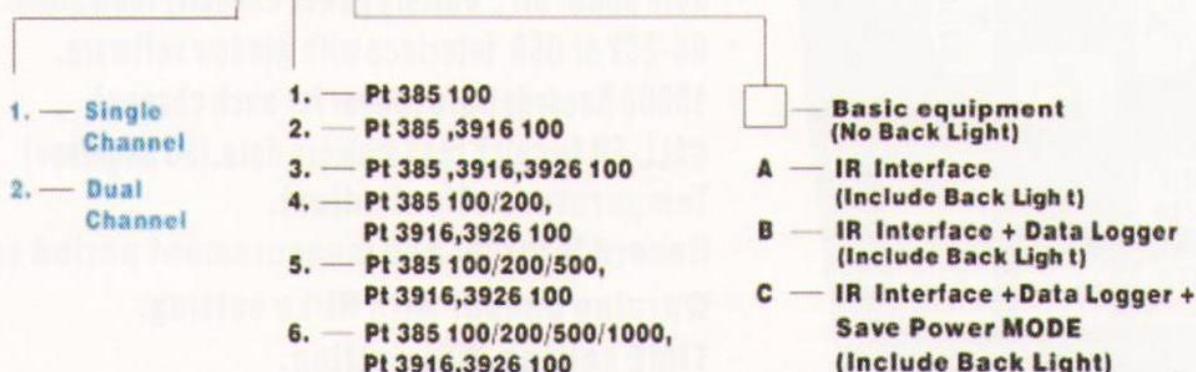 1. — Single
Channel
2. — Dual
Channel
1. — Pt 385 100
2. — Pt 385 ,3916 100
3. — Pt 385 ,3916,3926 100
4. — Pt 385 100/200,
Pt 3916,3926 100
5. — Pt 385 100/200/500,
Pt 3916,3926 100
6. — Pt 385 100/200/500/1000,
Pt 3916,3926 100
Basic equipment
(No Back Light)
A — IR Interface
(Include Back Light)
B — IR Interface + Data Logger
(Include Back Light)
C — IR Interface +Data Logger +
Save Power MODE
(Include Back Light)